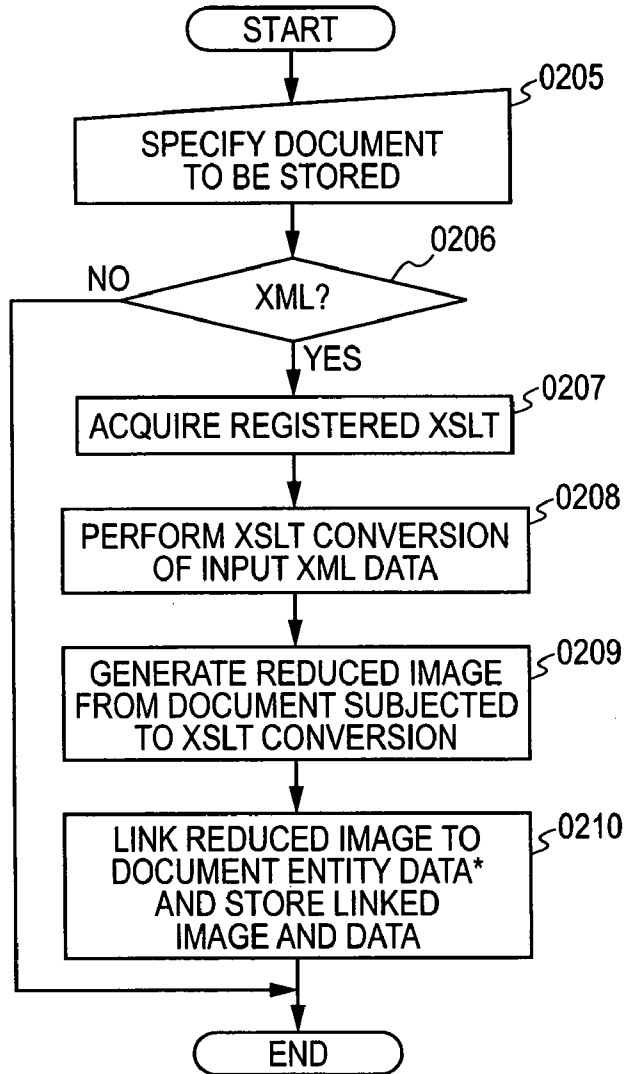 START
0205
SPECIFY DOCUMENT
TO BE STORED
0206
NO
XML?
YES
0207
ACQUIRE REGISTERED XSLT
0208
PERFORM XSLT CONVERSION
OF INPUT XML DATA
0209
GENERATE REDUCED IMAGE
FROM DOCUMENT SUBJECTED
TO XSLT CONVERSION
0210
LINK REDUCED IMAGE TO
DOCUMENT ENTITY DATA*
AND STORE LINKED
IMAGE AND DATA
END